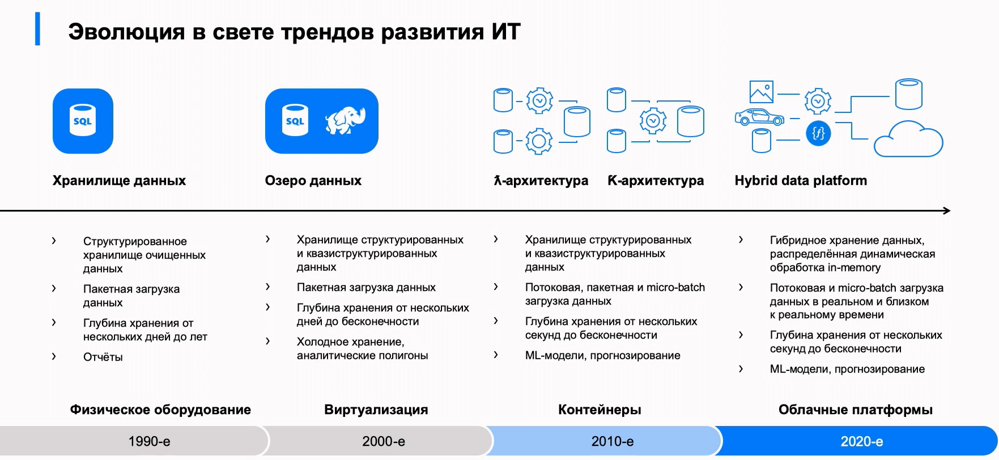 Эволюция в свете трендов развития ИТ
SQL
SQL
{f}
Хранилище данных
Озеро данных
ƛ-архитектура
Ƙ-архитектура
Hybrid data platform
Структурированное
хранилище очищенных
данных
Пакетная загрузка
данных
Глубина хранения от
нескольких дней до лет
Отчёты
Хранилище структурированных
и квазиструктурированных
данных
Пакетная загрузка данных
Глубина хранения от нескольких
дней до бесконечности
Холодное хранение,
аналитические полигоны
Хранилище структурированных
и квазиструктурированных
данных
Потоковая, пакетная и micro-batch
загрузка данных
Глубина хранения от нескольких
секунд до бесконечности
ML-модели, прогнозирование
Гибридное хранение данных,
распределённая динамическая
обработка in-memory
Потоковая и micro-batch загрузка
данных в реальном и близком
к реальному времени
Глубина хранения от нескольких
секунд до бесконечности
ML-модели, прогнозирование
Физическое оборудование
Виртуализация
Контейнеры
Облачные платформы
1990-е
2000-е
2010-е
2020-е